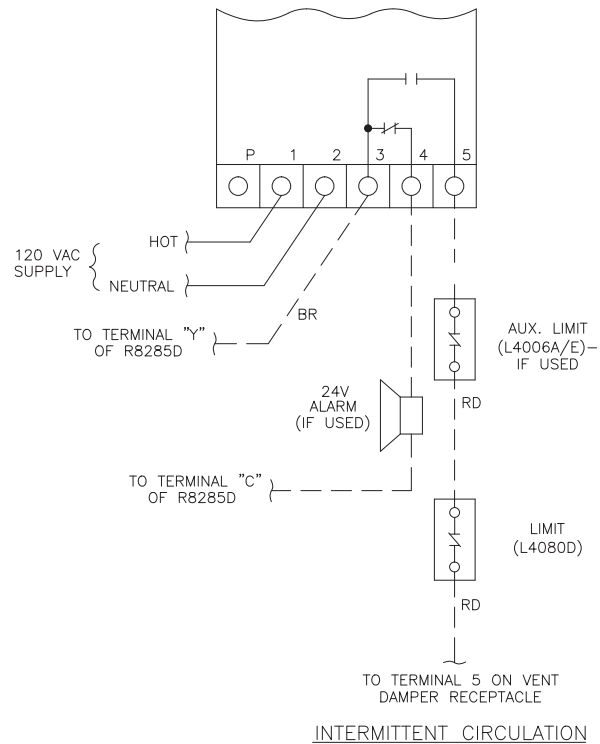 P 1 2 3 4 5
HOT
120 VAC
SUPPLY
NEUTRAL
BR
TO TERMINAL "Y"
OF R8285D
AUX. LIMIT
(L4006A/E)-
IF USED
24V
ALARM
(IF USED)
RD
TO TERMINAL "C"
OF R8285D
LIMIT
(L4080D)
RD
TO TERMINAL 5 ON VENT
DAMPER RECEPTACLE
INTERMITTENT CIRCULATION